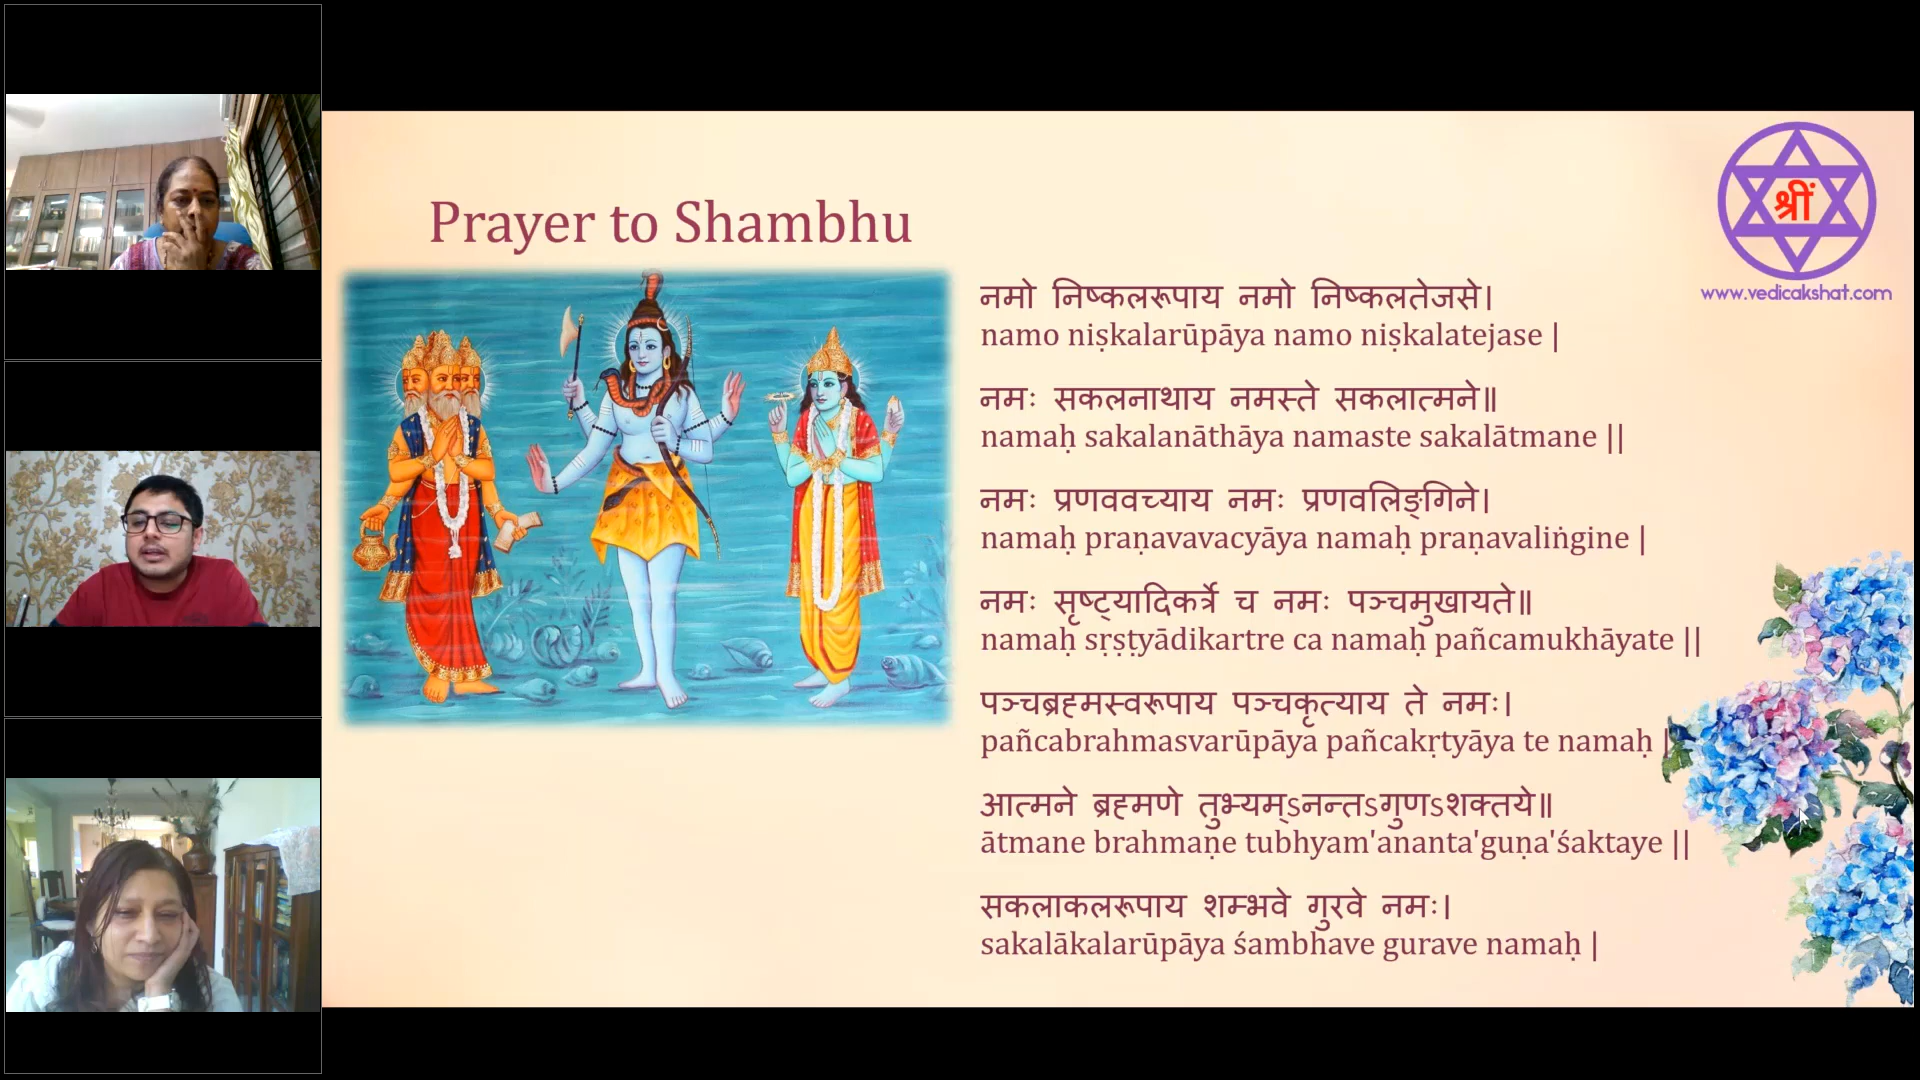 Prayer to Shambhu
श्रीं
www.vedicakshat.com
नमो निष्कलरूपाय नमो निष्कलतेजसे।
namo niṣkalarūpāya namo niṣkalatejase |
नमः सकलनाथाय नमस्ते सकलात्मने॥
namaḥ sakalanāthāya namaste sakalātmane ||
नमः प्रणववच्याय नमः प्रणवलिङ्गिने।
namaḥ praṇavavacyāya namaḥ praṇavaliṅgine |
नमः सृष्ट्यादिकर्त्रे च नमः पञ्चमुखायते॥
namaḥ sṛṣṭyādikartre ca namaḥ pañcamukhāyate ||
पञ्चब्रह्मस्वरूपाय पञ्चकृत्याय ते नमः।
pañcabrahmasvarūpāya pañcakṛtyāya te namaḥ |
आत्मने ब्रह्मणे तुभ्यम्ऽनन्तऽगुणऽशक्तये॥
ātmane brahmaṇe tubhyam'ananta'guṇa'śaktaye ||
सकलाकलरूपाय शम्भवे गुरवे नमः।
sakalākalarūpāya śambhave gurave namaḥ |